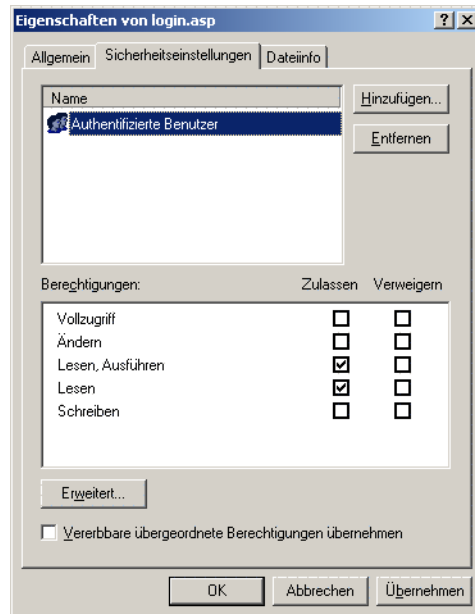 Eigenschaften von login.asp
Allgemein Sicherheitseinstellungen Dateiinfo
Name
Hinzufügen...
Authentifizierte Benutzer
Entfernen
Berechtigungen: Zulassen Verweigern
Vollzugriff
Ändern
Lesen, Ausführen
Lesen
Schreiben
Erweitert...
Vererbbare übergeordnete Berechtigungen übernehmen
OK Abbrechen Übernehmen